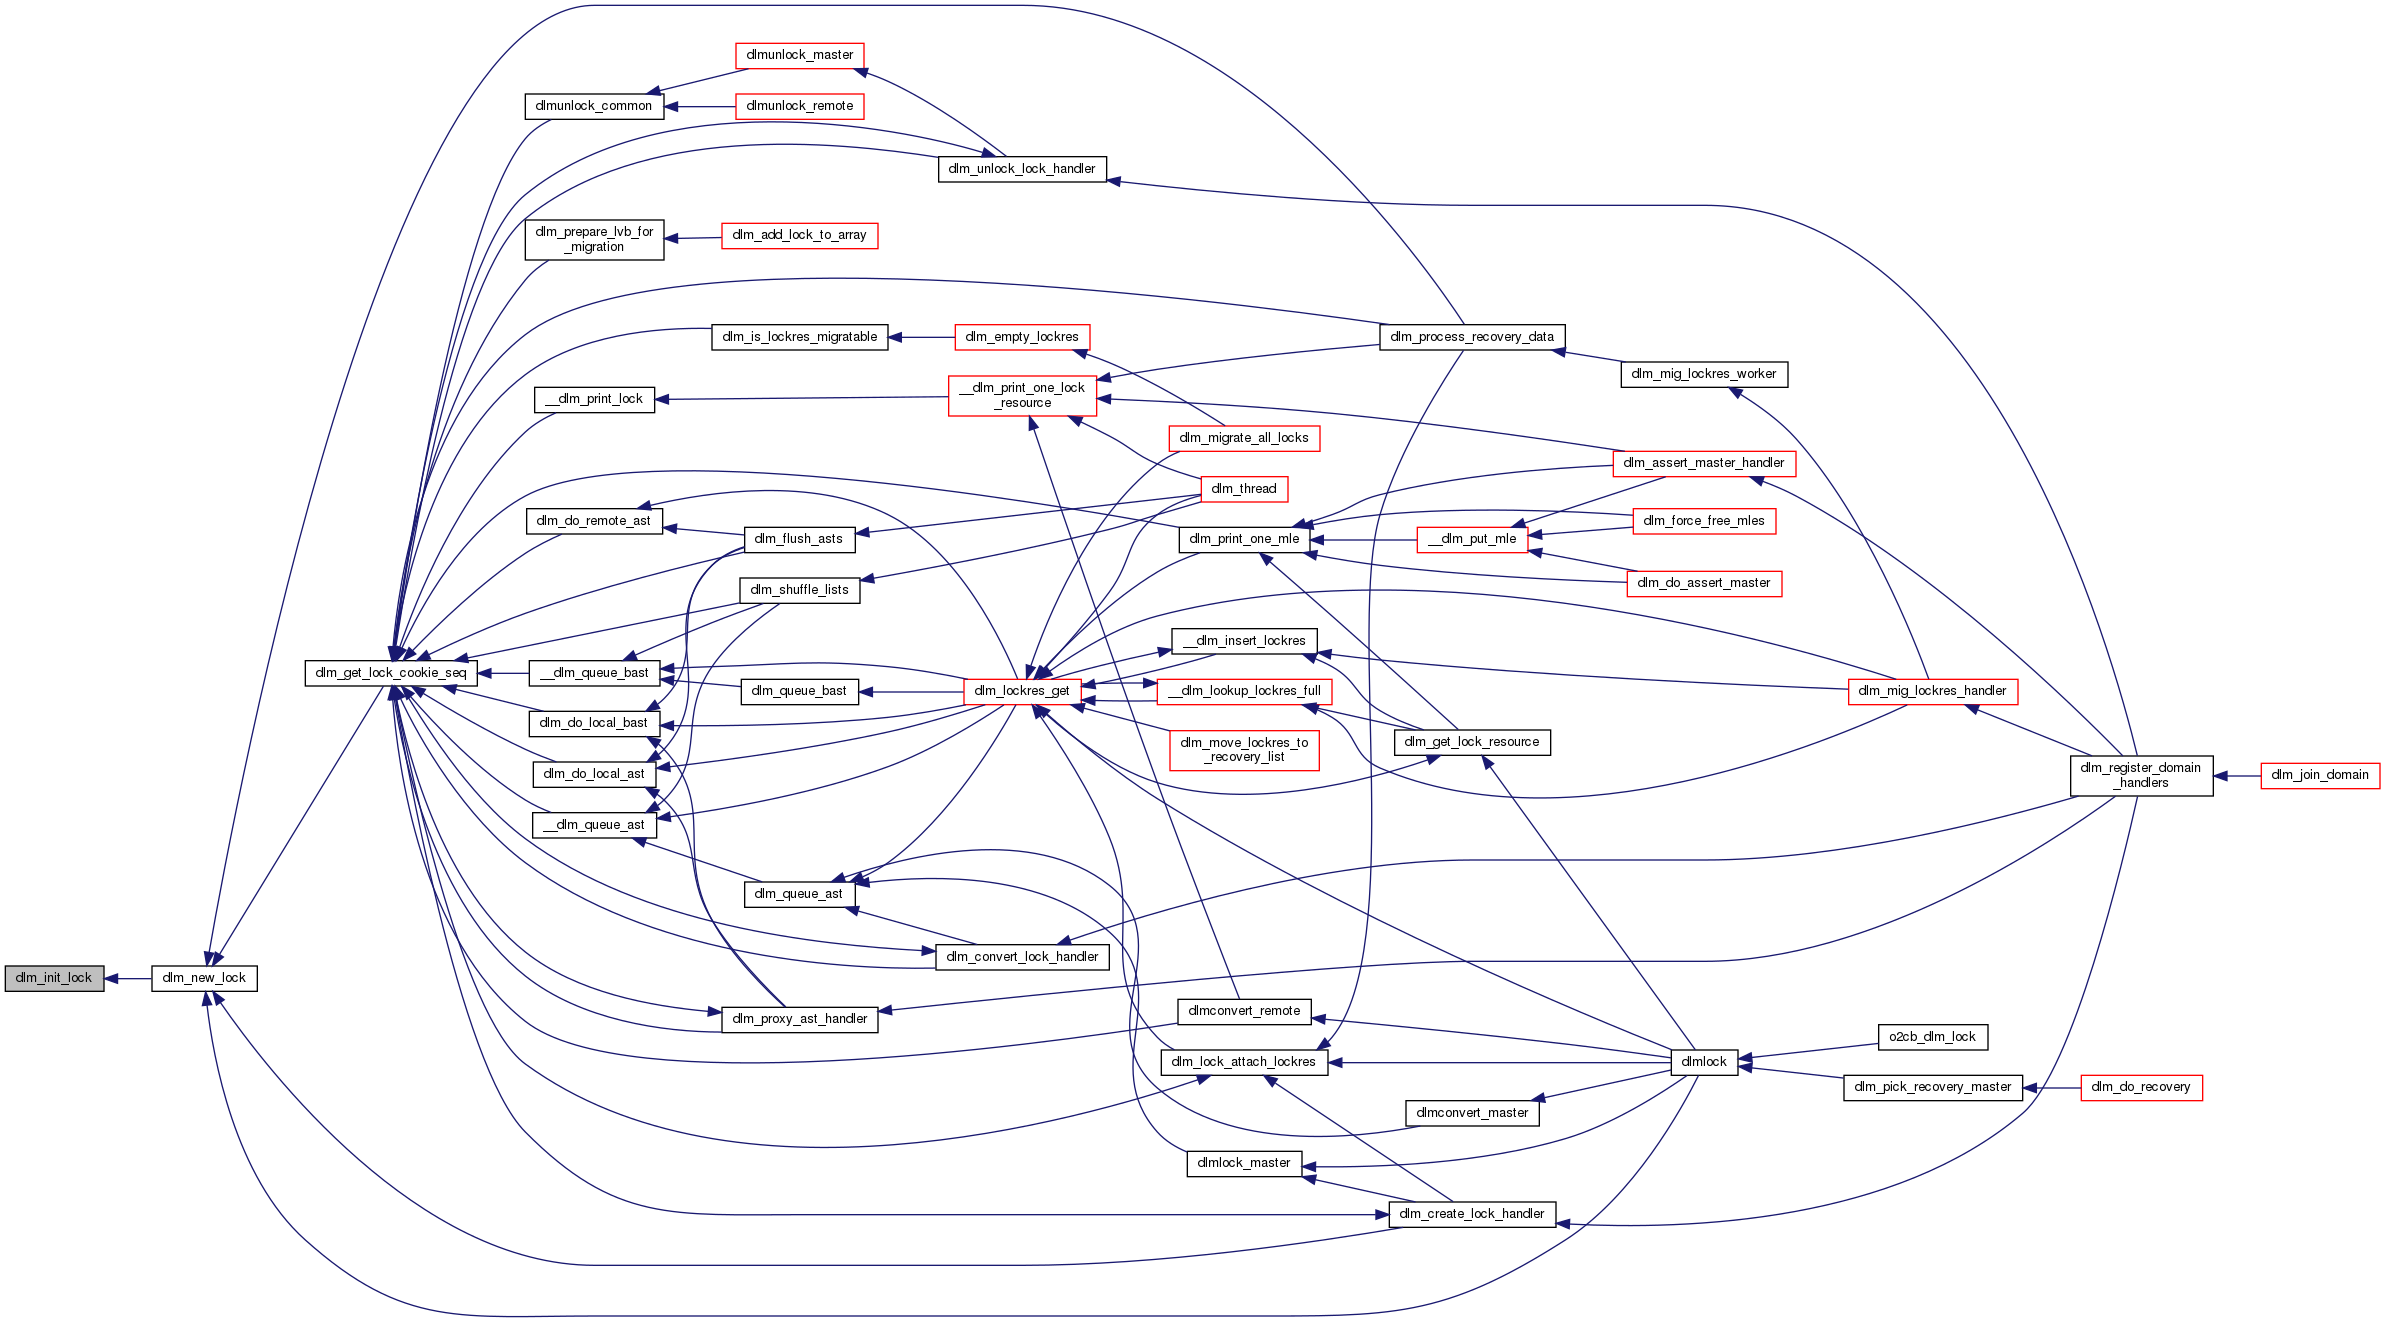 dlmunlock_master
dlmunlock_common
dlmunlock_remote
dlm_unlock_lock_handler
dlm_prepare_lvb_for
_migration
dlm_add_lock_to_array
dlm_is_lockres_migratable
dlm_empty_lockres
dlm_process_recovery_data
dlm_mig_lockres_worker
__dlm_print_lock
__dlm_print_one_lock
_resource
dlm_migrate_all_locks
dlm_assert_master_handler
dlm_thread
dlm_do_remote_ast
dlm_flush_asts
dlm_print_one_mle
__dlm_put_mle
dlm_force_free_mles
dlm_do_assert_master
dlm_shuffle_lists
__dlm_insert_lockres
dlm_get_lock_cookie_seq
__dlm_queue_bast
dlm_queue_bast
dlm_lockres_get
__dlm_lookup_lockres_full
dlm_mig_lockres_handler
dlm_do_local_bast
dlm_move_lockres_to
_recovery_list
dlm_get_lock_resource
dlm_do_local_ast
dlm_register_domain
_handlers
dlm_join_domain
__dlm_queue_ast
dlm_queue_ast
dlm_convert_lock_handler
dlm_init_lock
dlm_new_lock
dlm_proxy_ast_handler
dlmconvert_remote
o2cb_dlm_lock
dlm_lock_attach_lockres
dlmlock
dlm_pick_recovery_master
dlm_do_recovery
dlmconvert_master
dlmlock_master
dlm_create_lock_handler